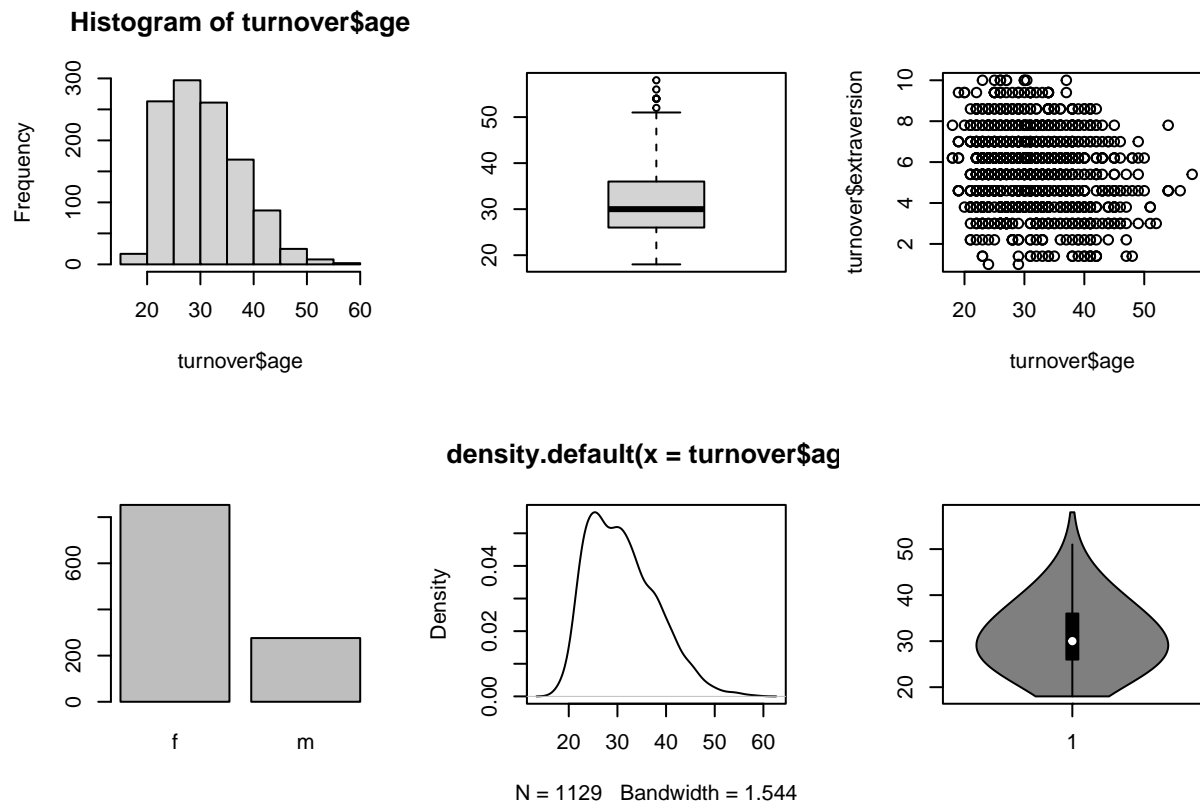 Histogram of turnover$age
Frequency
0
100
200
300
20 30 40 50 60
turnover$age
20
30
40
50
turnover$extraversion
2
4
6
8
10
20 30 40 50
turnover$age
0
200
600
f m
density.default(x = turnover$ag
Density
0.00
0.02
0.04
20 30 40 50 60
N = 1129 Bandwidth = 1.544
20
30
40
50
1